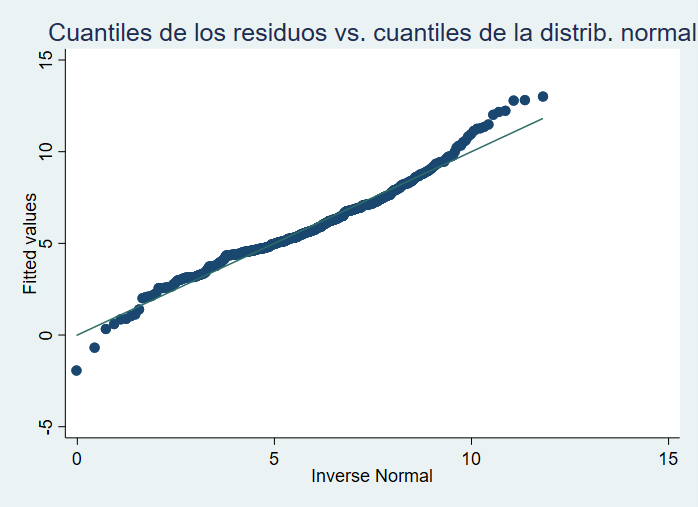 Cuantiles de los residuos vs. cuantiles de la distrib. normal
15
10
5
0
-5
Fitted values
0 5 10 15
Inverse Normal